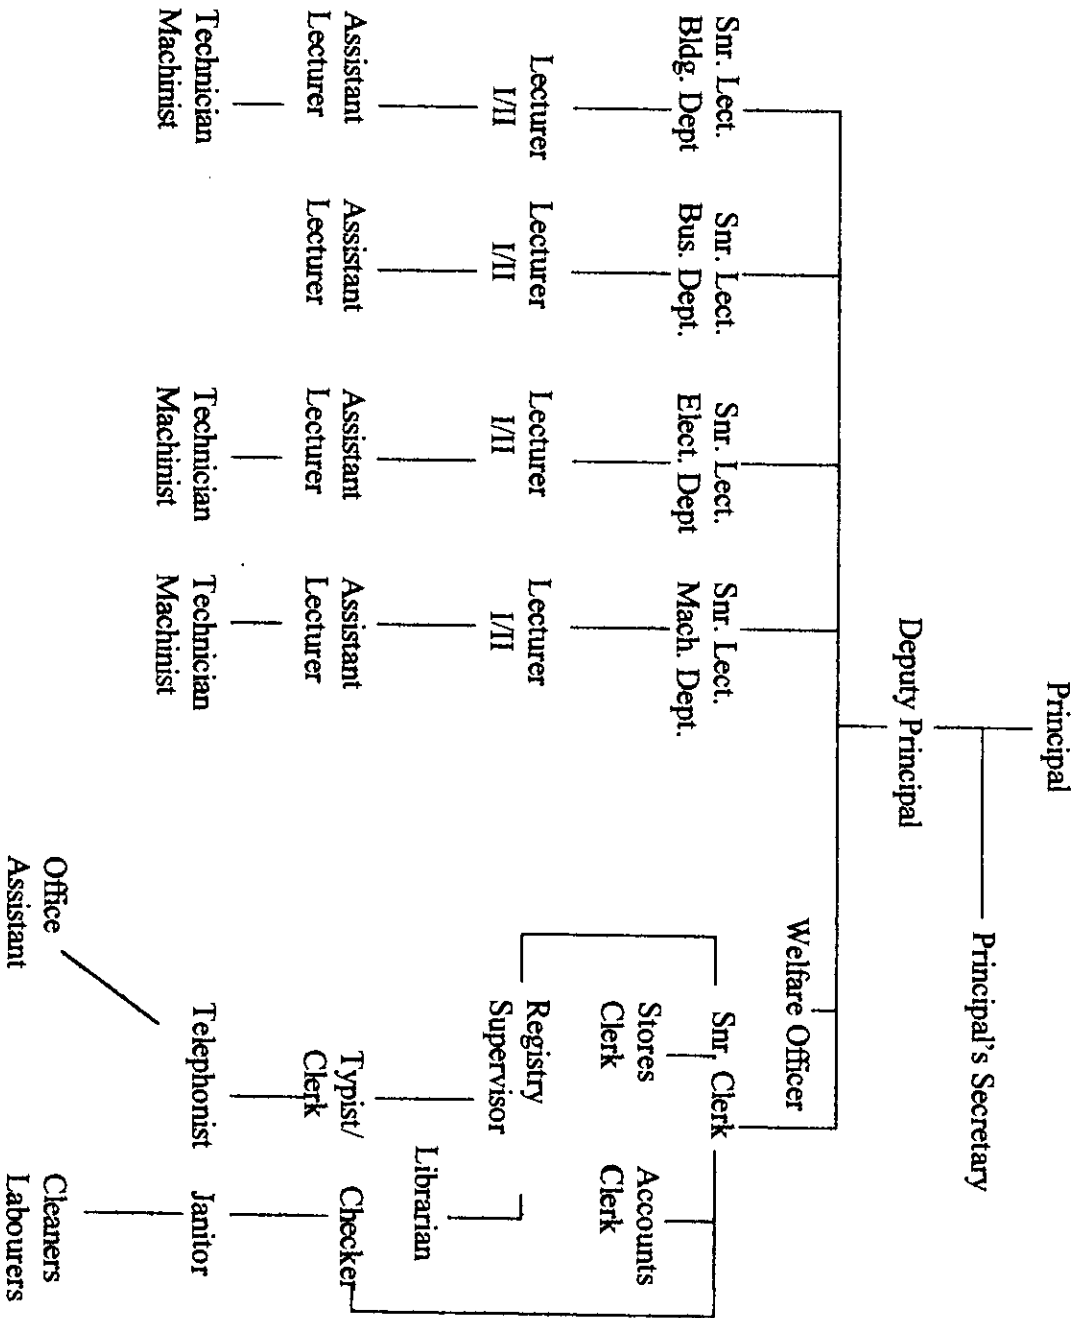 Principal
Principal's Secretary
Deputy Principal
Welfare Officer
Snr. Lect.
Bldg. Dept
Snr. Lect.
Bus. Dept.
Snr. Lect.
Elect. Dept
Snr. Lect.
Mach. Dept.
Snr, Clerk
Stores
Clerk
Accounts
Clerk
Lecturer
I/II
Lecturer
I/II
Lecturer
I/II
Lecturer
I/II
Registry
Supervisor
Librarian
Assistant
Lecturer
Assistant
Lecturer
Assistant
Lecturer
Assistant
Lecturer
Typist/
Clerk
Checker
Technician
Machinist
Technician
Machinist
Technician
Machinist
Telephonist
Janitor
Office
Assistant
Cleaners
Labourers